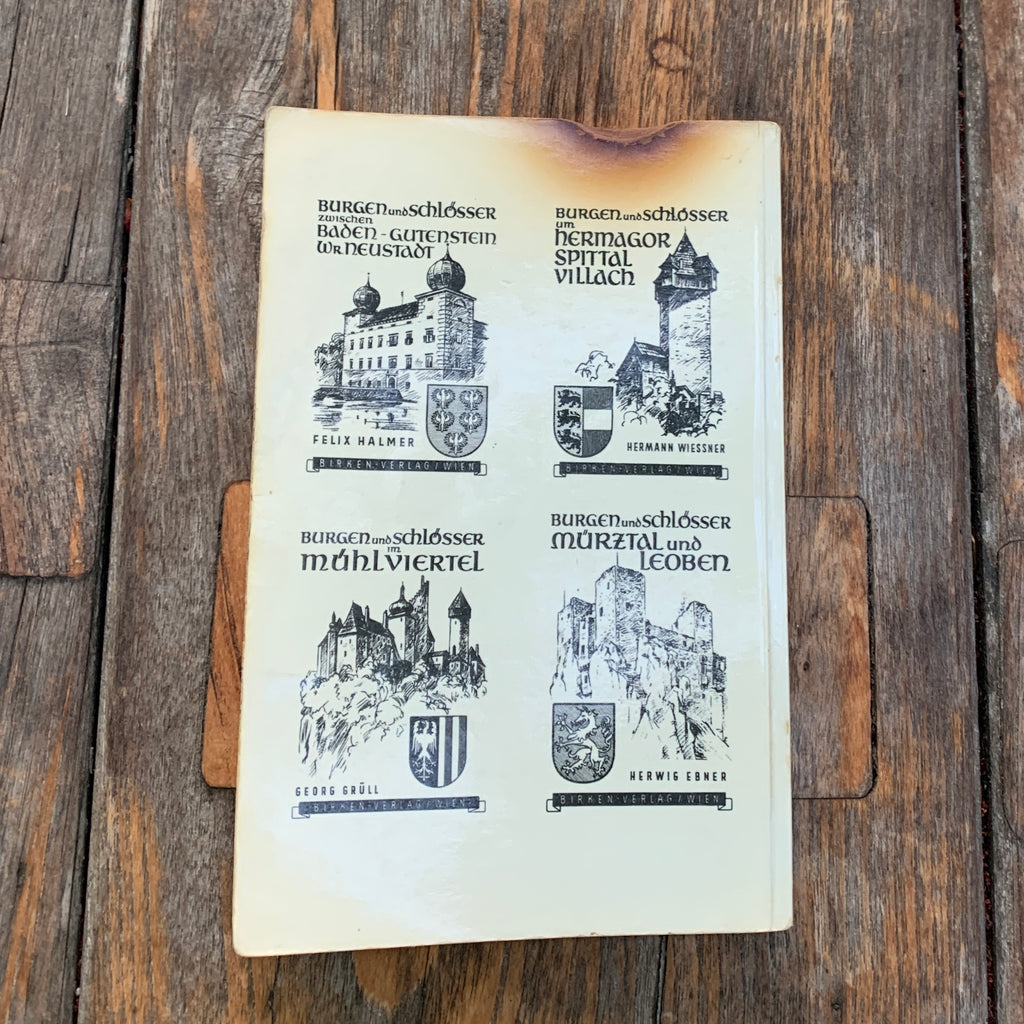 BURGEN und SCHLÖSSER
zwischen
BADEN - GUTENSTEIN
WR. NEUSTADT
FELIX HALMER
BIRKEN-VERLAG / WIEN
BURGEN und SCHLÖSSER
um
HERMAGOR
SPITTAL
VILLACH
HERMANN WIESSNER
BIRKEN-VERLAG / WIEN
BURGEN und SCHLÖSSER
im
MÜHLVIERTEL
GEORG GRÜLL
BIRKEN-VERLAG / WIEN
BURGEN und SCHLÖSSER
MÜRZTAL und
LEOBEN
HERWIG EBNER
BIRKEN-VERLAG / WIEN